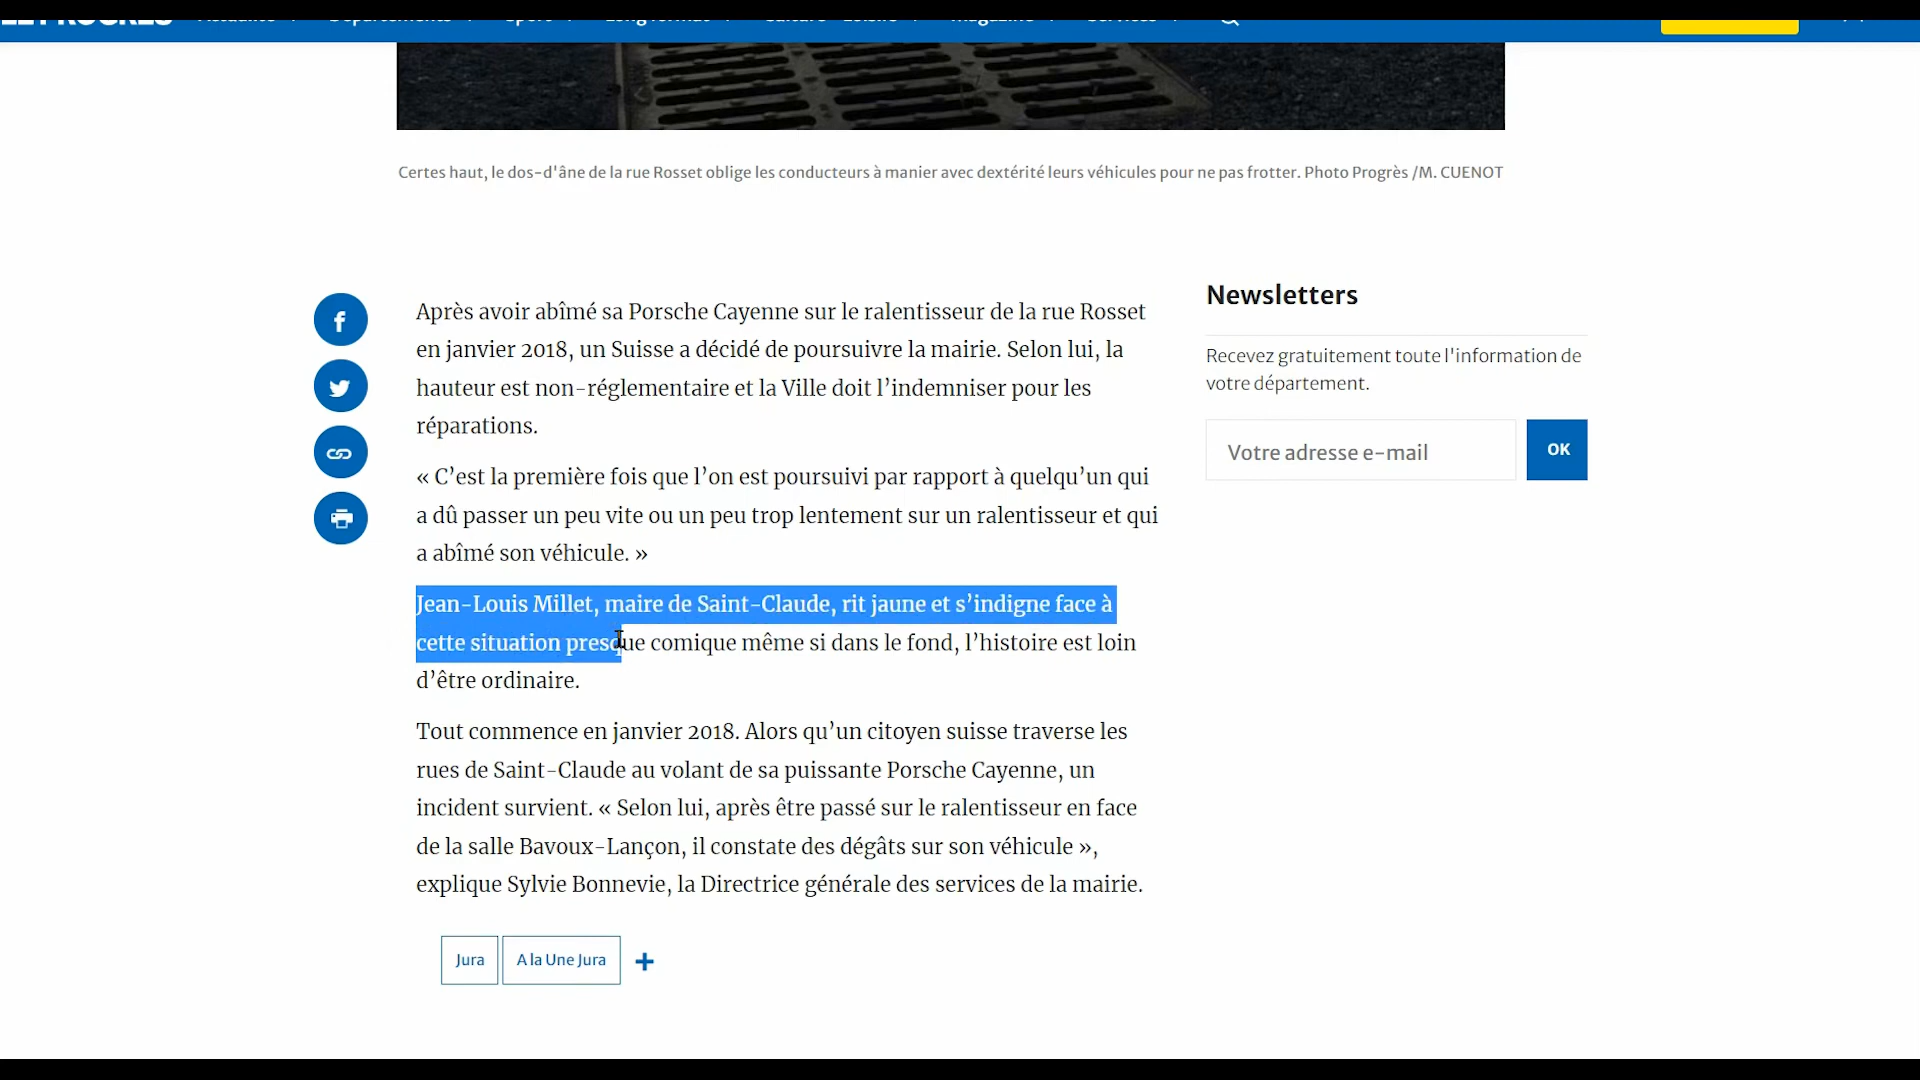 LE PROGRÈS
Certes haut, le dos-d'âne de la rue Rosset oblige les conducteurs à manier avec dextérité leurs véhicules pour ne pas frotter. Photo Progrès /M. CUENOT
Après avoir abîmé sa Porsche Cayenne sur le ralentisseur de la rue Rosset
en janvier 2018, un Suisse a décidé de poursuivre la mairie. Selon lui, la
hauteur est non-réglementaire et la Ville doit l’indemniser pour les
réparations.
« C’est la première fois que l’on est poursuivi par rapport à quelqu’un qui
a dû passer un peu vite ou un peu trop lentement sur un ralentisseur et qui
a abîmé son véhicule. »
Jean-Louis Millet, maire de Saint-Claude, rit jaune et s’indigne face à
cette situation presque comique même si dans le fond, l’histoire est loin
d’être ordinaire.
Tout commence en janvier 2018. Alors qu’un citoyen suisse traverse les
rues de Saint-Claude au volant de sa puissante Porsche Cayenne, un
incident survient. « Selon lui, après être passé sur le ralentisseur en face
de la salle Bavoux-Lançon, il constate des dégâts sur son véhicule »,
explique Sylvie Bonnevie, la Directrice générale des services de la mairie.
Jura
A la Une Jura
Newsletters
Recevez gratuitement toute l'information de
votre département.
Votre adresse e-mail
OK